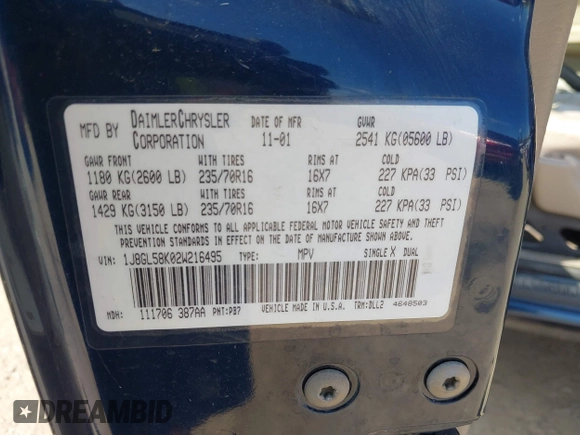 MFD BY DAIMLERCHRYSLER CORPORATION
DATE OF MFR 11-01
GVWR 2541 KG(05600 LB)
GAWR FRONT WITH TIRES RIMS AT COLD
1180 KG(2600 LB) 235/70R16 16X7 227 KPA(33 PSI)
GAWR REAR WITH TIRES RIMS AT COLD
1429 KG(3150 LB) 235/70R16 16X7 227 KPA(33 PSI)
THIS VEHICLE CONFORMS TO ALL APPLICABLE FEDERAL MOTOR VEHICLE SAFETY AND THEFT
PREVENTION STANDARDS IN EFFECT ON THE DATE OF MANUFACTURE SHOWN ABOVE.
VIN: 1J8GL58K02W216495 TYPE: MPV SINGLE X DUAL
MDH: 111706 387AA PNT:PB7 VEHICLE MADE IN U.S.A. TRM:DLL2 4648503
DREAMBID